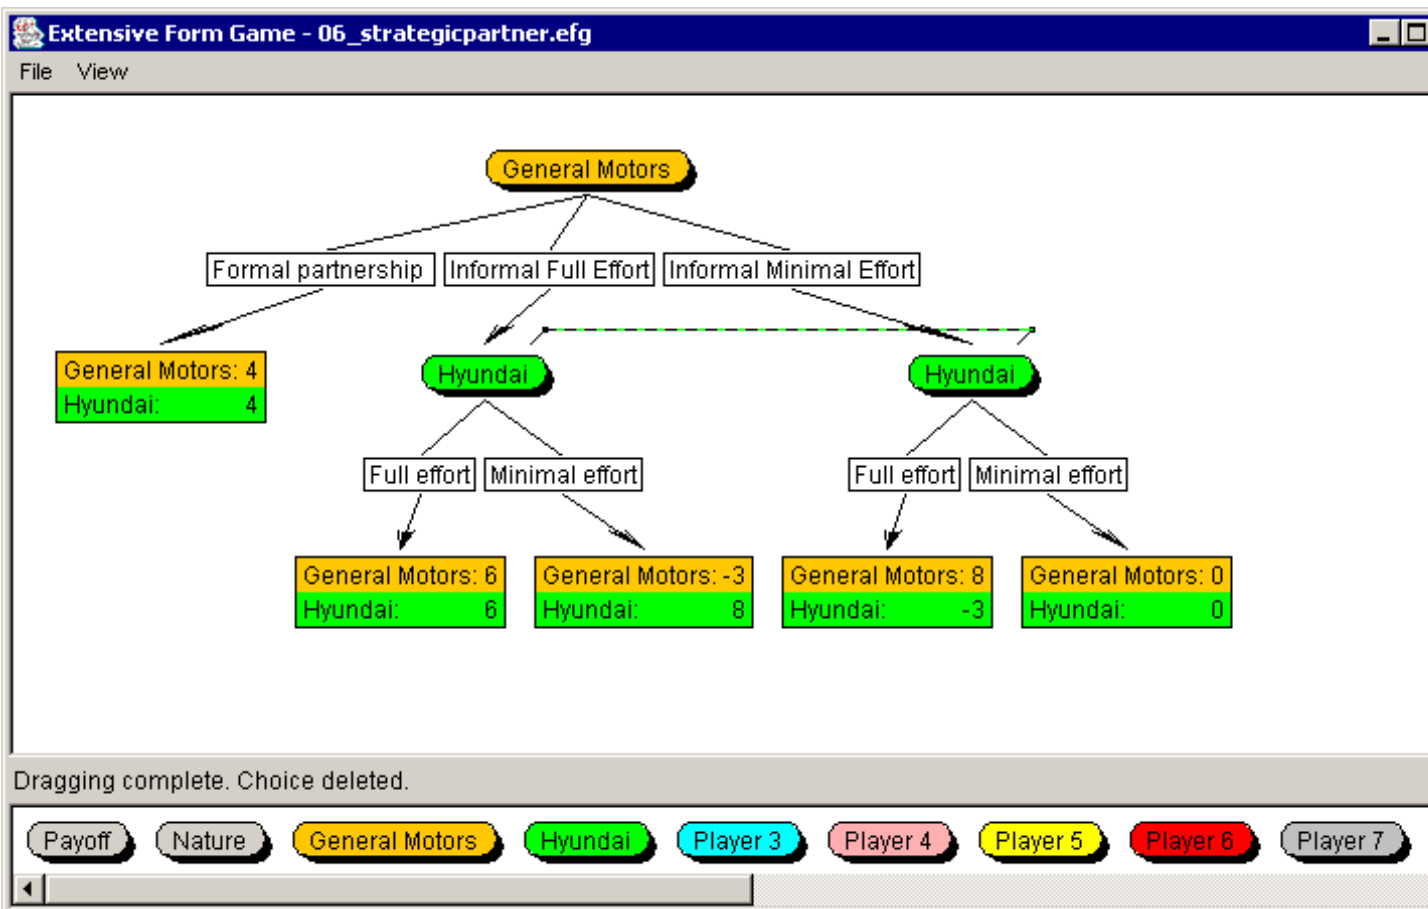 Extensive Form Game - 06_strategicpartner.efg
File View
General Motors
Formal partnership Informal Full Effort Informal Minimal Effort
General Motors: 4
Hyundai: 4
Hyundai Hyundai
Full effort Minimal effort Full effort Minimal effort
General Motors: 6 General Motors: -3 General Motors: 8 General Motors: 0
Hyundai: 6 Hyundai: 8 Hyundai: -3 Hyundai: 0
Dragging complete. Choice deleted.
Payoff Nature General Motors Hyundai Player 3 Player 4 Player 5 Player 6 Player 7